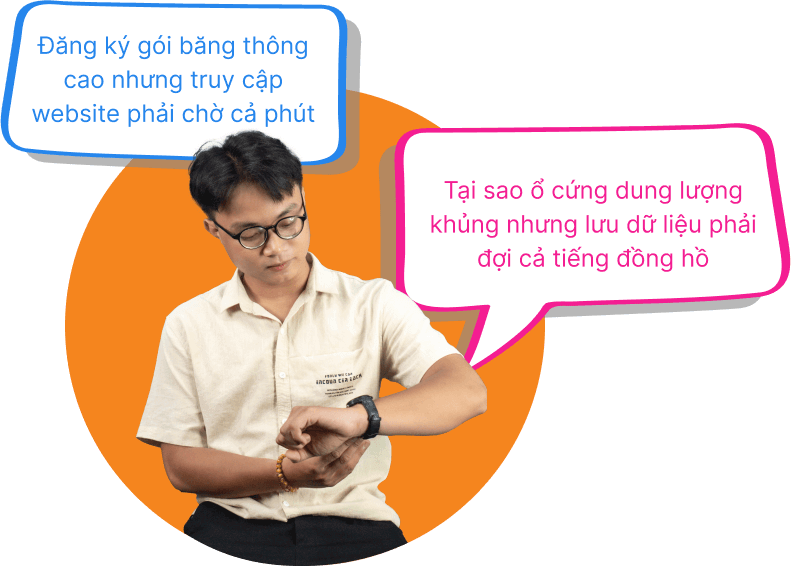 Đăng ký gói băng thông
cao nhưng truy cập
website phải chờ cả phút
Tại sao ổ cứng dung lượng
khủng nhưng lưu dữ liệu phải
đợi cả tiếng đồng hồ